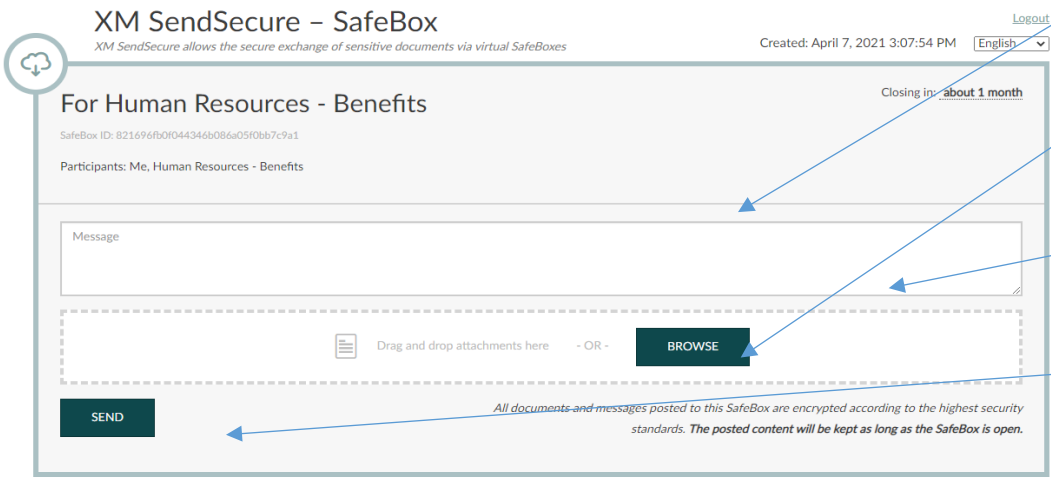 XM SendSecure – SafeBox
Logout
XM SendSecure allows the secure exchange of sensitive documents via virtual SafeBoxes
Created: April 7, 2021 3:07:54 PM English
For Human Resources - Benefits
Closing in: about 1 month
SafeBox ID: 821696fb0f044346b086a05f0bb7c9a1
Participants: Me, Human Resources - Benefits
Message
Drag and drop attachments here - OR - BROWSE
SEND
All documents and messages posted to this SafeBox are encrypted according to the highest security
standards. The posted content will be kept as long as the SafeBox is open.